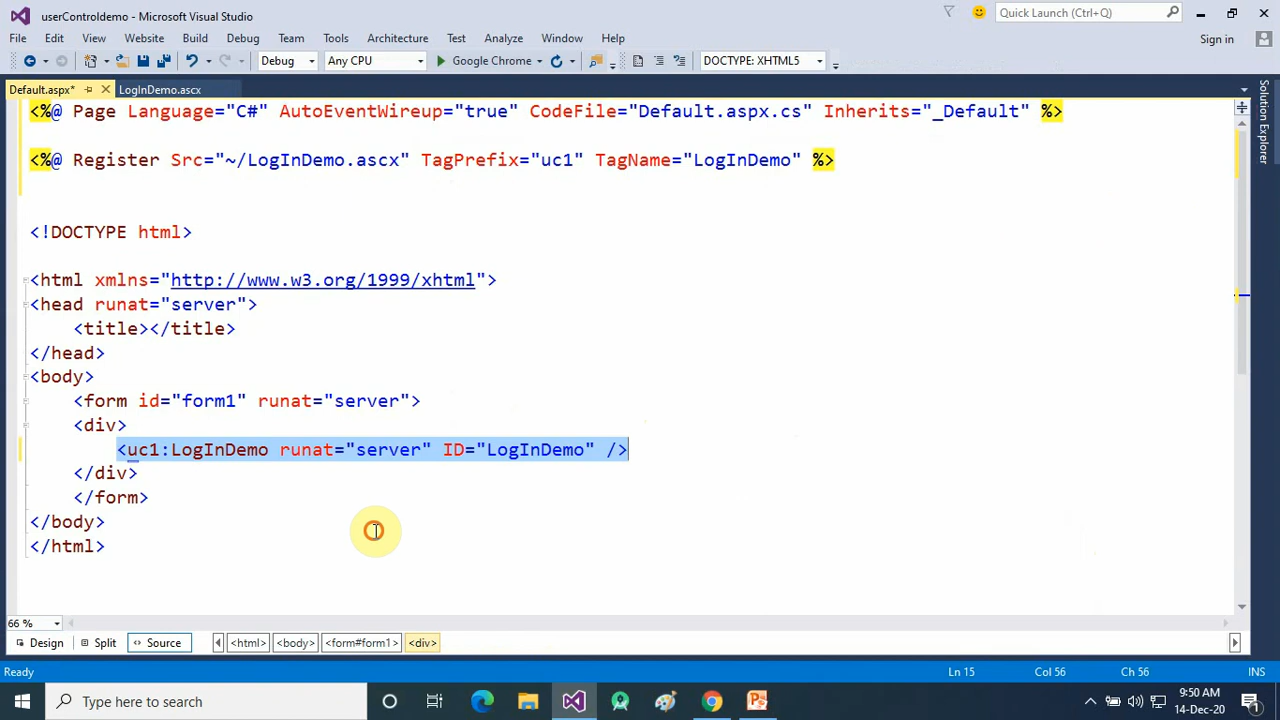 userControldemo - Microsoft Visual Studio
Quick Launch (Ctrl+Q)
File Edit View Website Build Debug Team Tools Architecture Test Analyze Window Help
Sign in
Debug Any CPU Google Chrome DOCTYPE: XHTML5
Default.aspx* LogInDemo.ascx
Solution Explorer
<%@ Page Language="C#" AutoEventWireup="true" CodeFile="Default.aspx.cs" Inherits="_Default" %>
<%@ Register Src="~/LogInDemo.ascx" TagPrefix="uc1" TagName="LogInDemo" %>
<!DOCTYPE html>
<html xmlns="http://www.w3.org/1999/xhtml">
<head runat="server">
<title></title>
</head>
<body>
<form id="form1" runat="server">
<div>
<uc1:LogInDemo runat="server" ID="LogInDemo" />
</div>
</form>
</body>
</html>
66 %
Design Split Source <html> <body> <form#form1> <div>
Ready Ln 15 Col 56 Ch 56 INS
Type here to search
9:50 AM
14-Dec-20
1